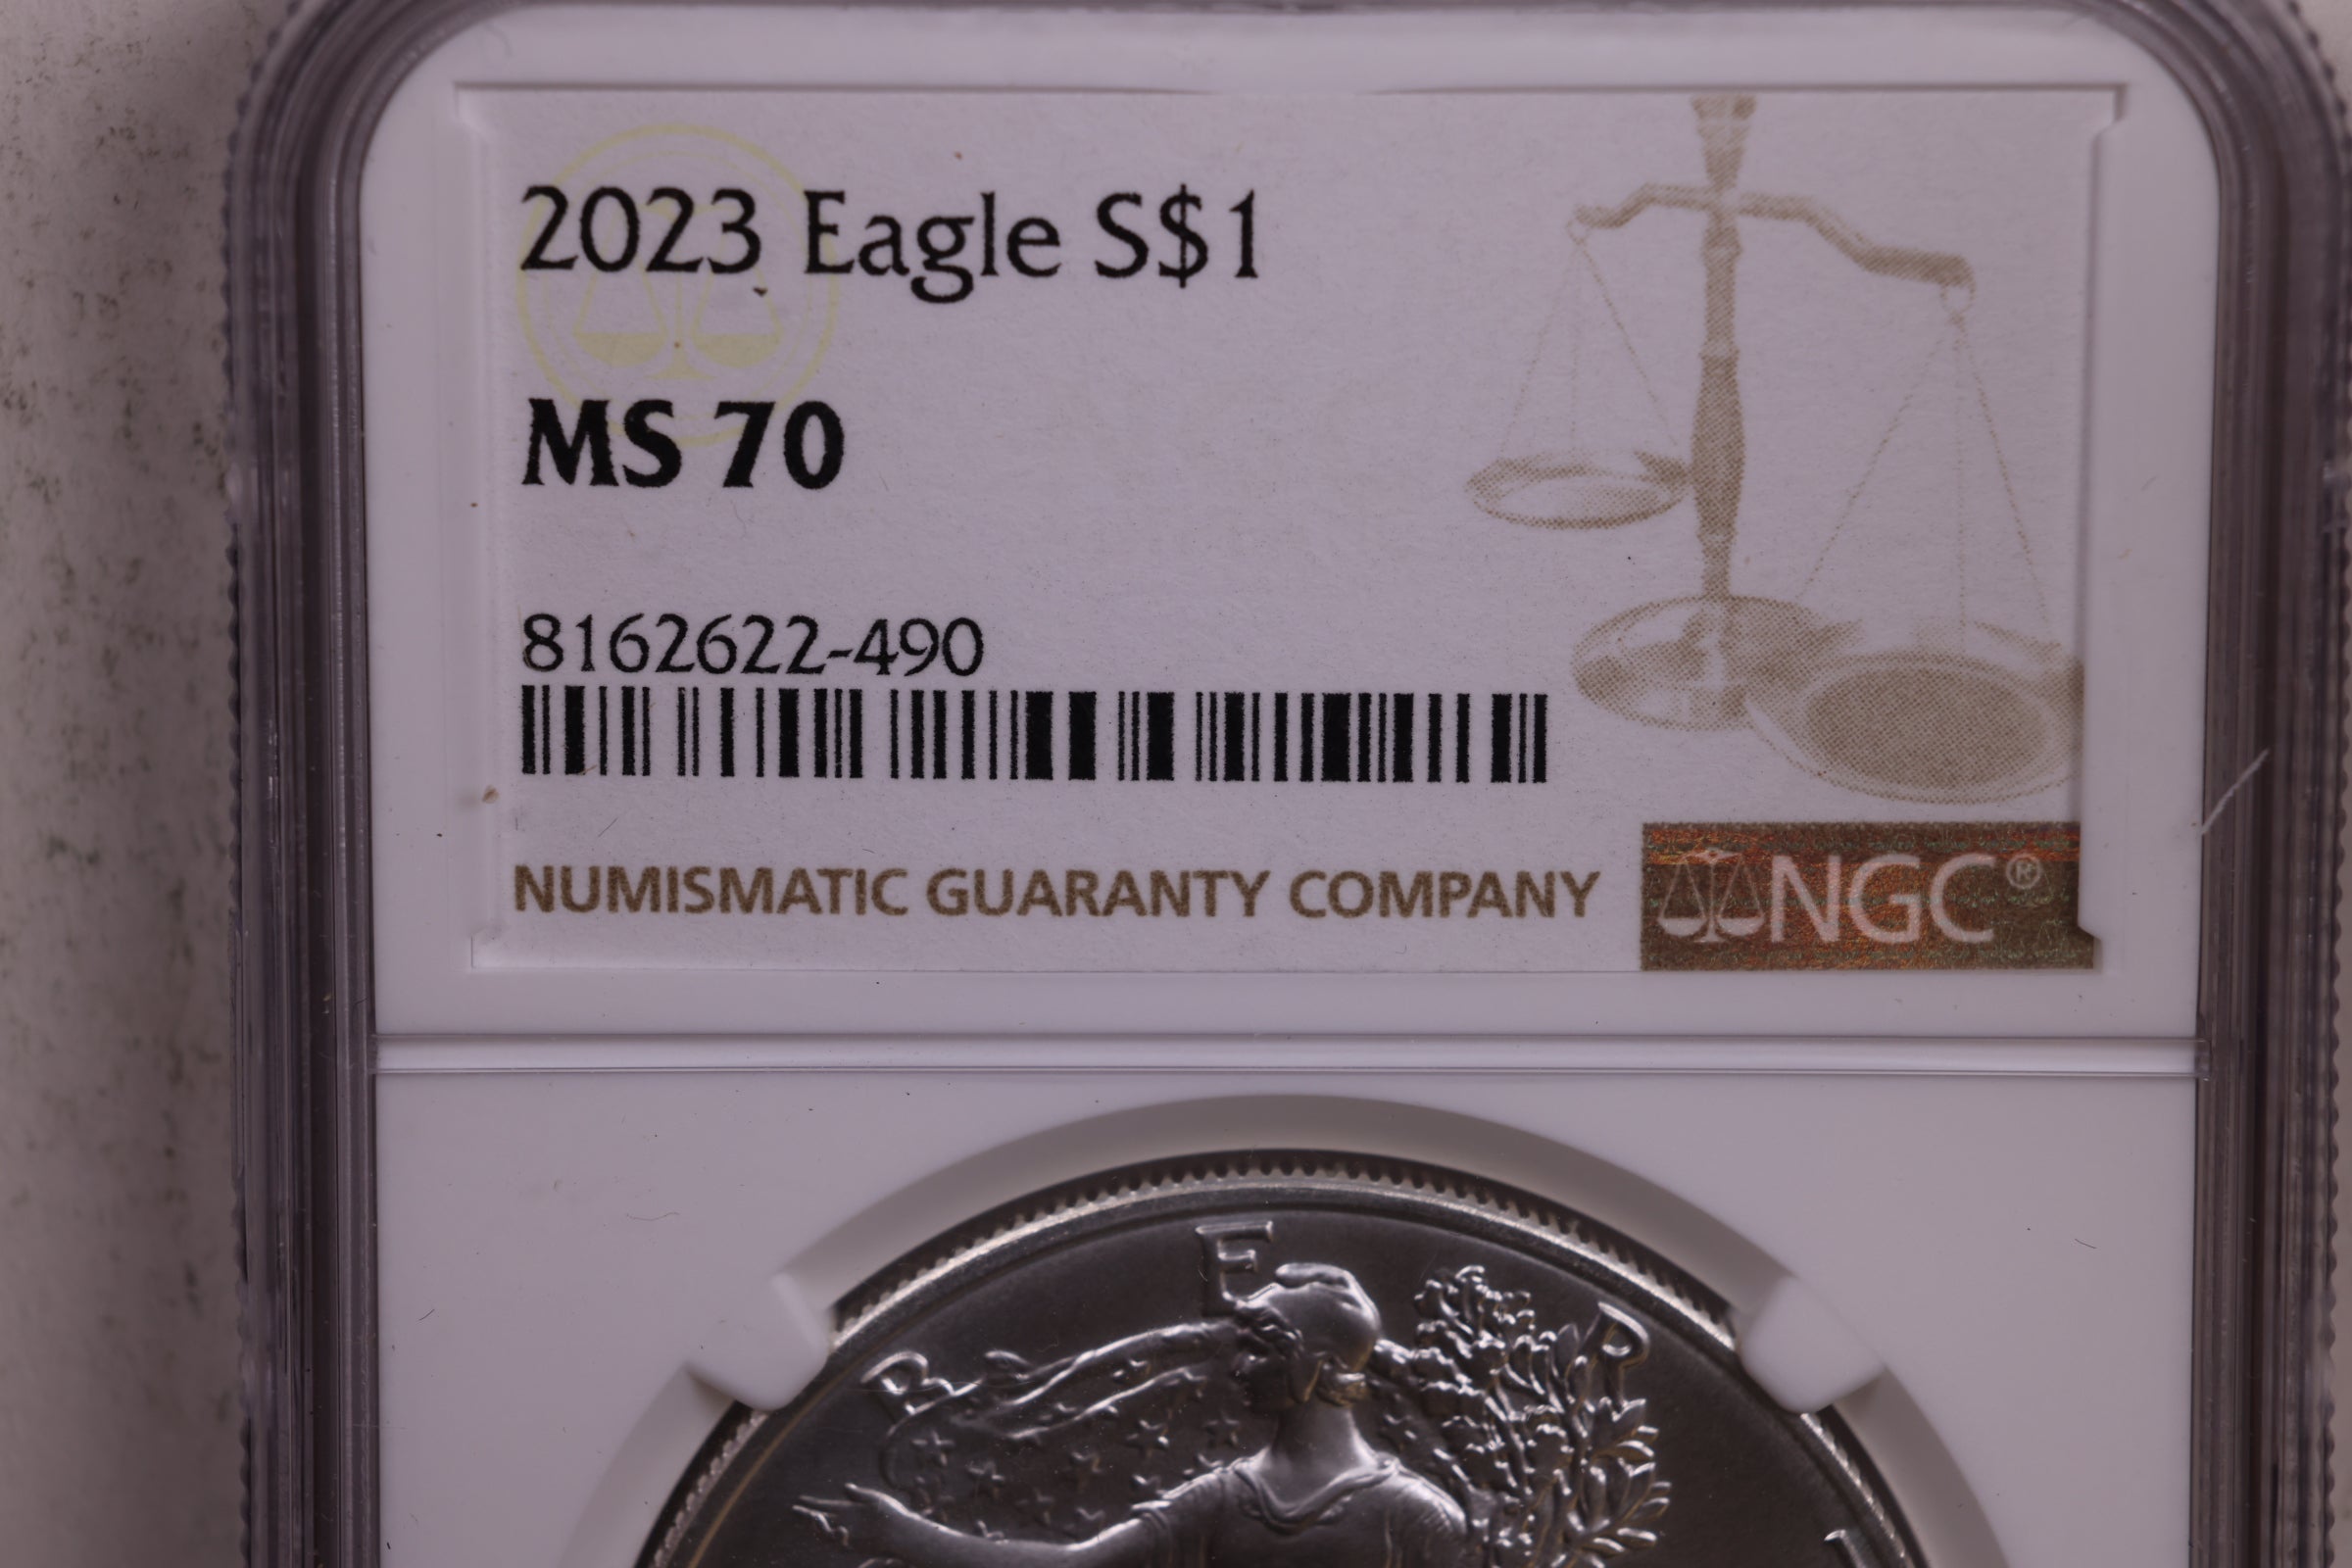 2023 Eagle S$1
MS 70
8162622-490
NUMISMATIC GUARANTY COMPANY
NGC®
B E R